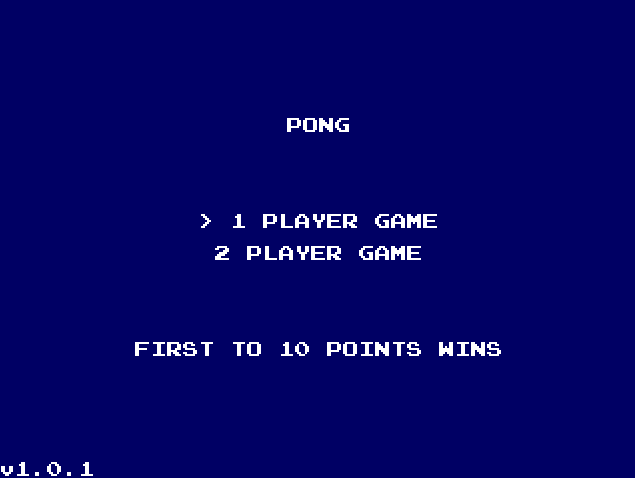 PONG
> 1 PLAYER GAME
2 PLAYER GAME
FIRST TO 10 POINTS WINS
v1.0.1